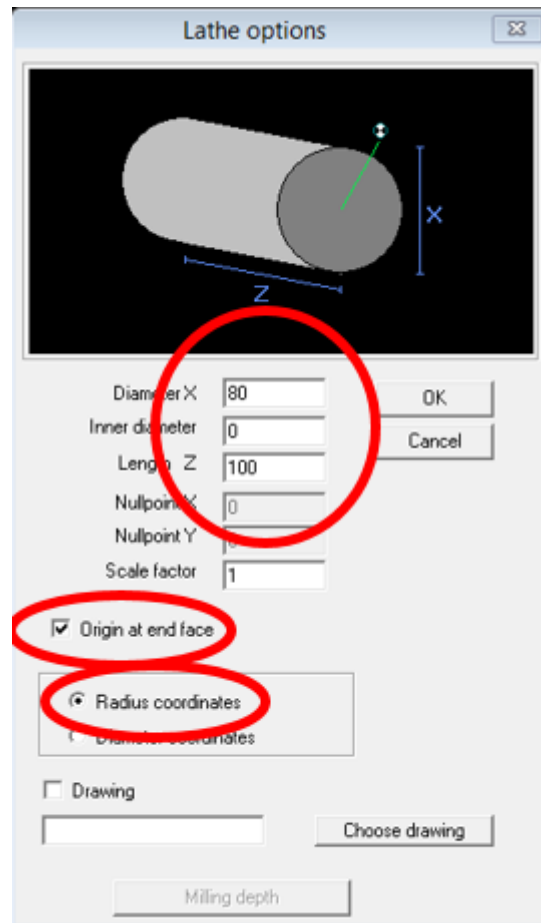 Lathe options
X
Z
Diameter X 80
OK
Inner diameter 0
Cancel
Length Z 100
Nullpoint X 0
Nullpoint Y
Scale factor 1
Origin at end face
Radius coordinates
Diameter coordinates
Drawing
Choose drawing
Milling depth